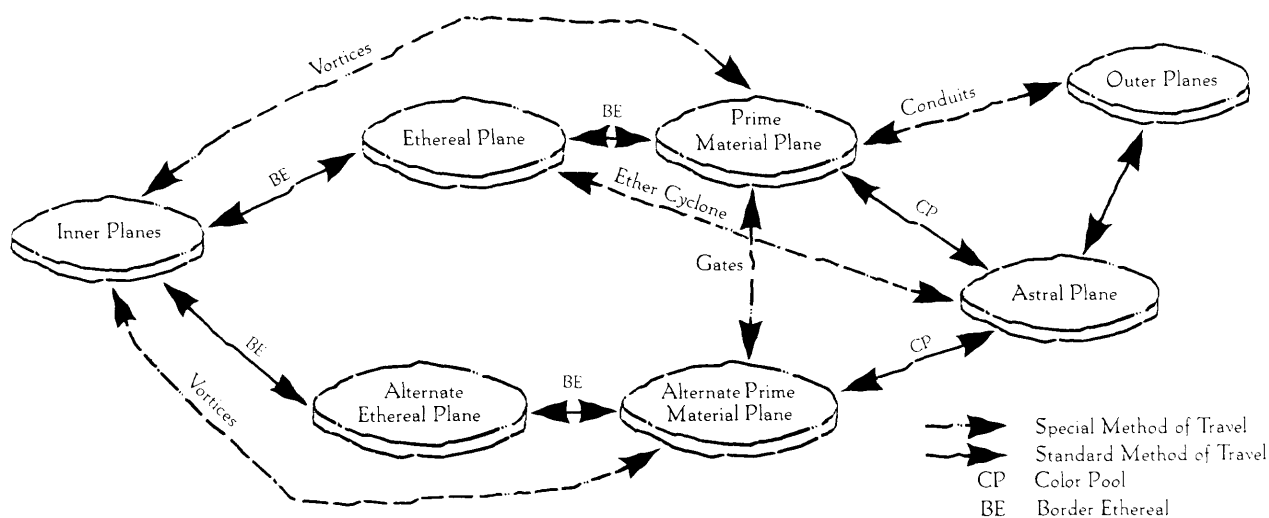 Vortices
Outer Planes
Conduits
BE
Prime
Material Plane
Ethereal Plane
BE
Ether Cyclone
CP
Inner Planes
Gates
Astral Plane
BE
CP
Vortices
BE
Alternate
Ethereal Plane
Alternate Prime
Material Plane
Special Method of Travel
Standard Method of Travel
CP Color Pool
BE Border Ethereal